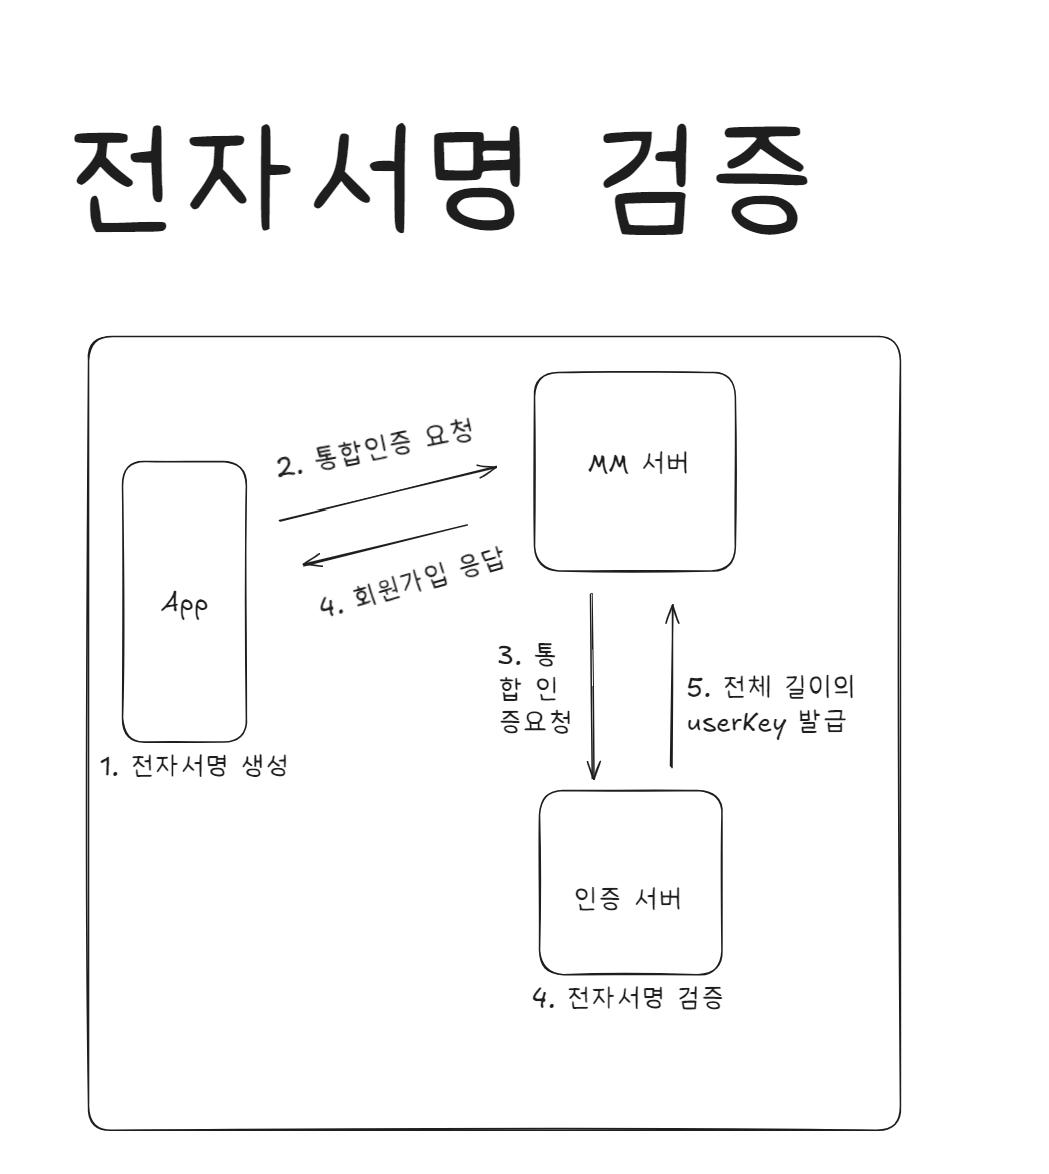 전자서명 검증
MM 서버
2. 통합인증 요청
4. 회원가입 응답
App
1. 전자서명 생성
3. 통
합 인
증요청
5. 전체 길이의
userKey 발급
인증 서버
4. 전자서명 검증